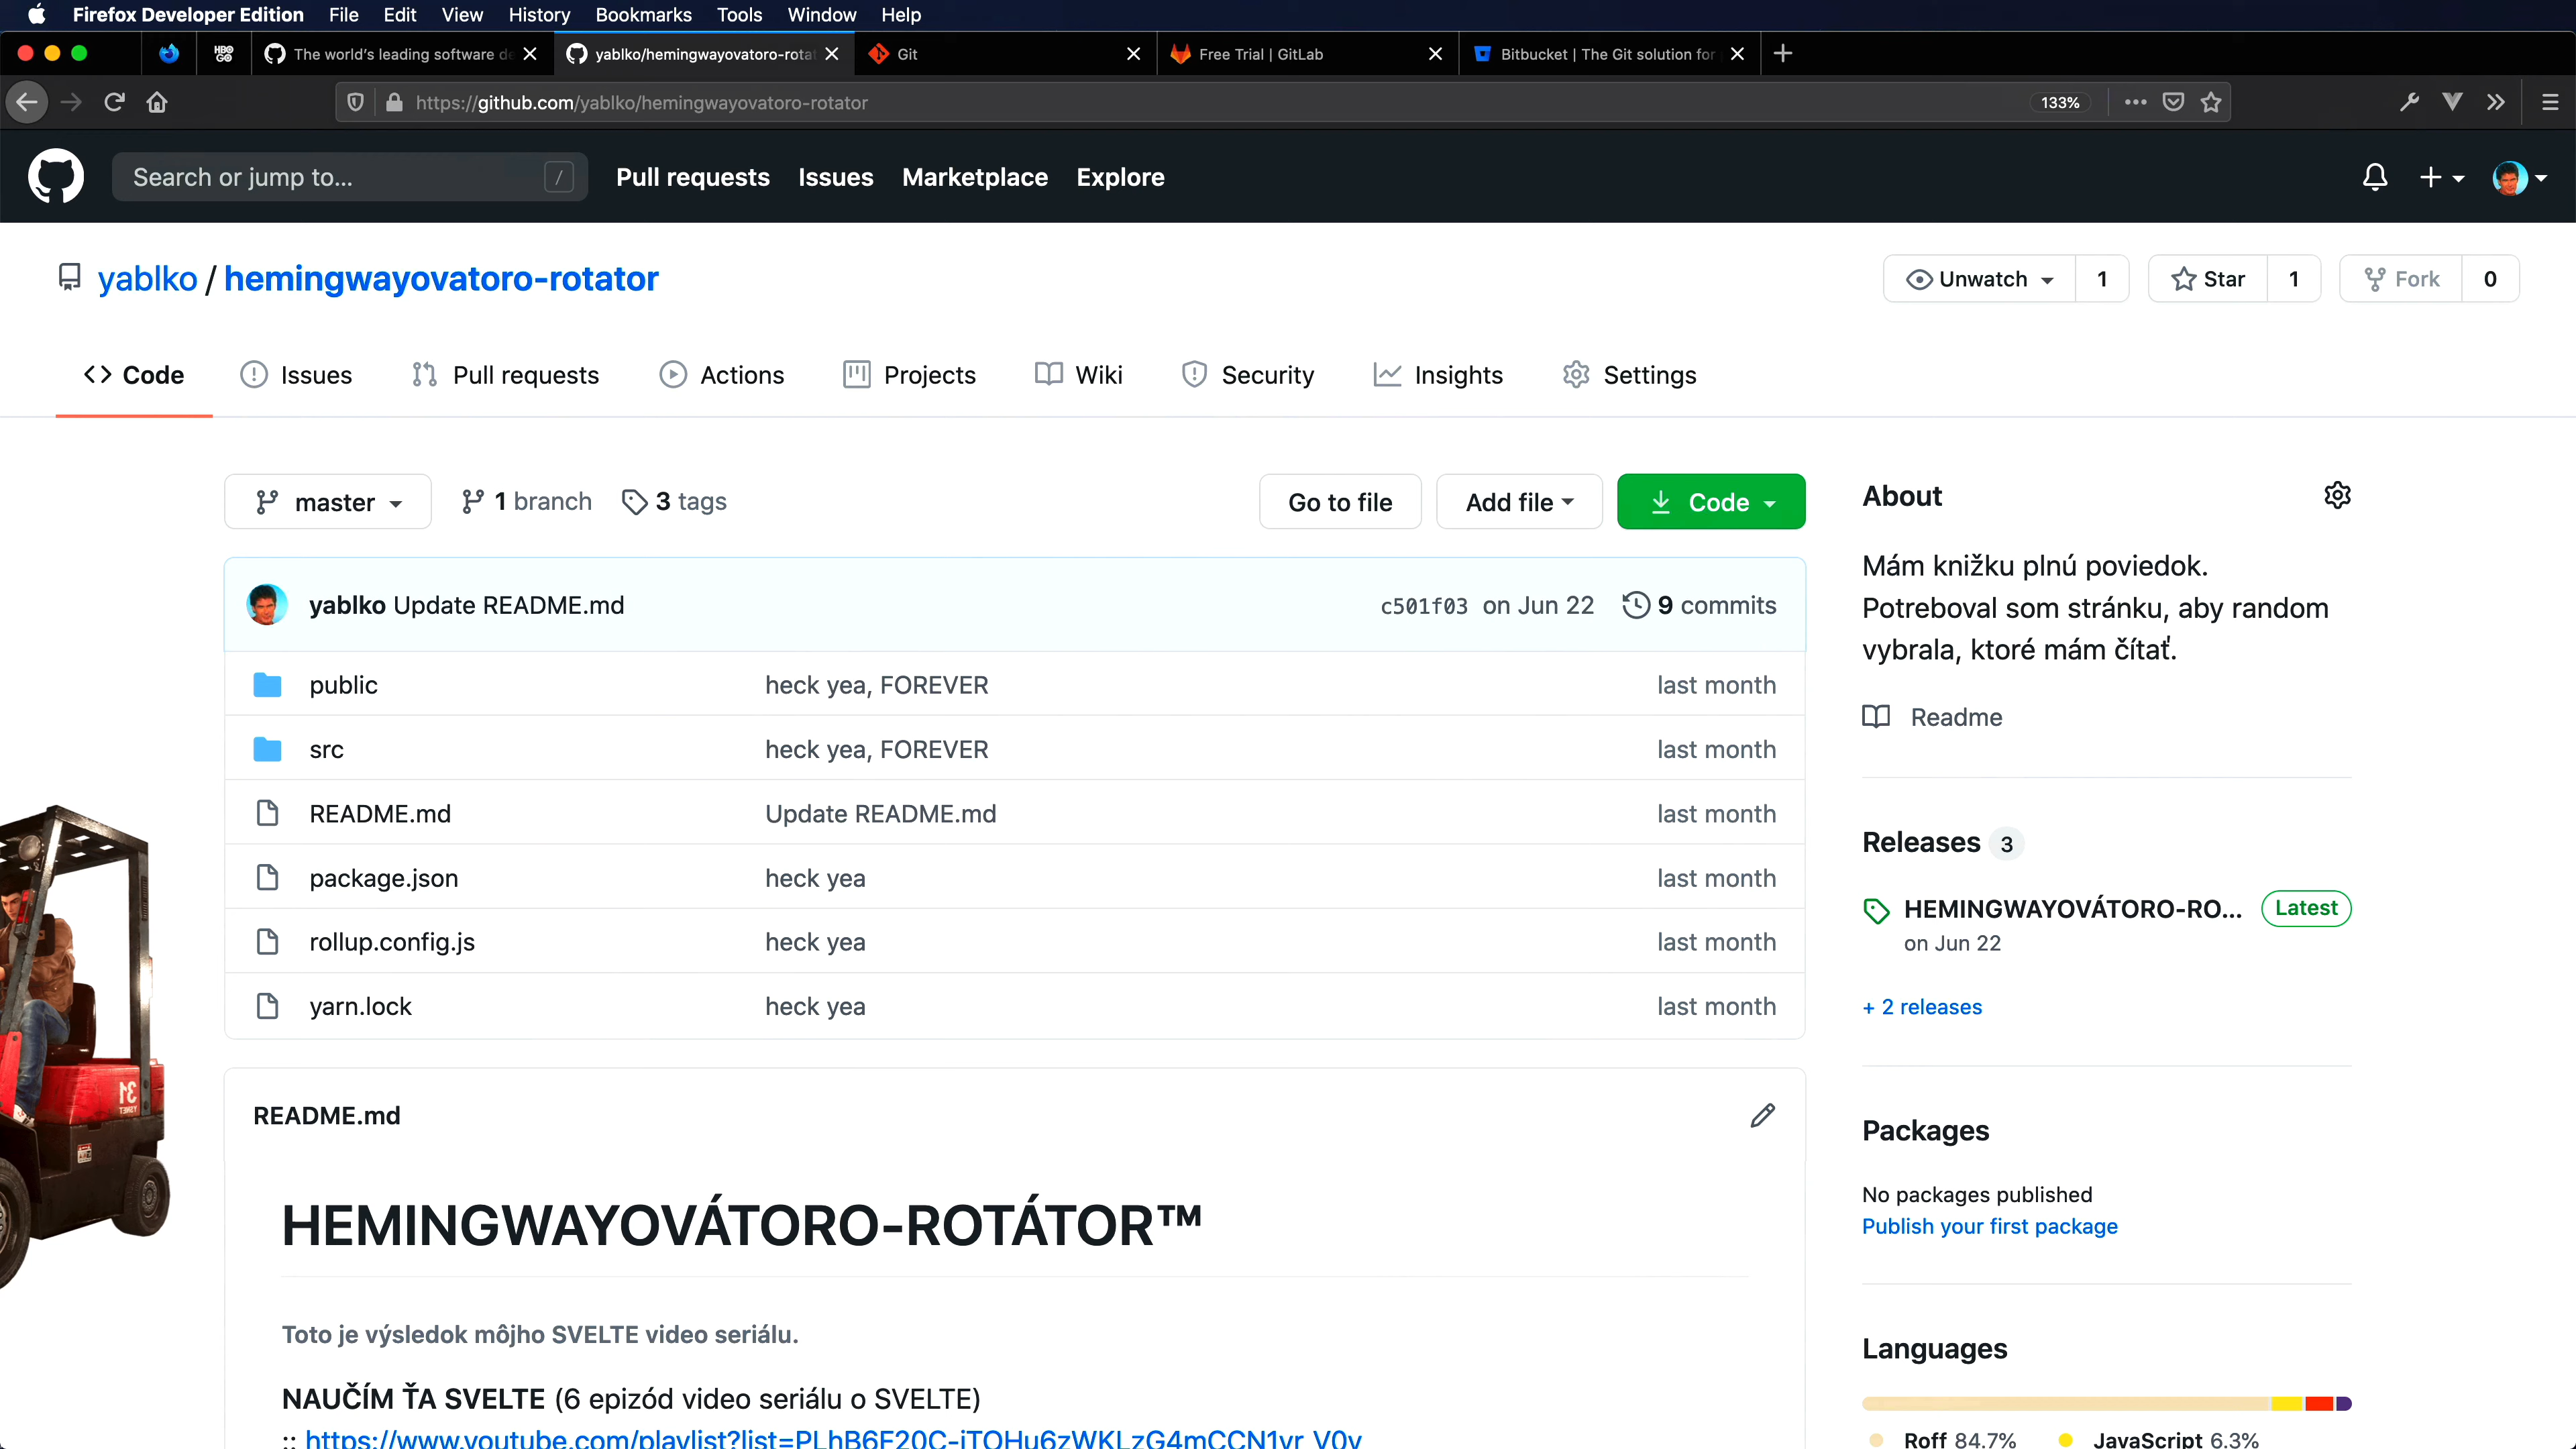 Firefox Developer Edition File Edit View History Bookmarks Tools Window Help
HBO GO The world's leading software de yablko/hemingwayovatoro-rotat Git Free Trial | GitLab Bitbucket | The Git solution for
https://github.com/yablko/hemingwayovatoro-rotator 133%
Search or jump to... / Pull requests Issues Marketplace Explore
yablko / hemingwayovatoro-rotator Unwatch 1 Star 1 Fork 0
Code Issues Pull requests Actions Projects Wiki Security Insights Settings
master 1 branch 3 tags Go to file Add file Code
yablko Update README.md c501f03 on Jun 22 9 commits
public heck yea, FOREVER last month
src heck yea, FOREVER last month
README.md Update README.md last month
package.json heck yea last month
rollup.config.js heck yea last month
yarn.lock heck yea last month
README.md
HEMINGWAYOVÁTORO-ROTÁTOR™
Toto je výsledok môjho SVELTE video seriálu.
NAUČÍM ŤA SVELTE (6 epizód video seriálu o SVELTE)
:: https://www.youtube.com/playlist?list=PLhB6F20C-jTOHu6zWKLzG4mCCN1yr_V0v
About
Mám knižku plnú poviedok.
Potreboval som stránku, aby random
vybrala, ktoré mám čítať.
Readme
Releases 3
HEMINGWAYOVÁTORO-RO... Latest
on Jun 22
+ 2 releases
Packages
No packages published
Publish your first package
Languages
Roff 84.7% JavaScript 6.3%
31